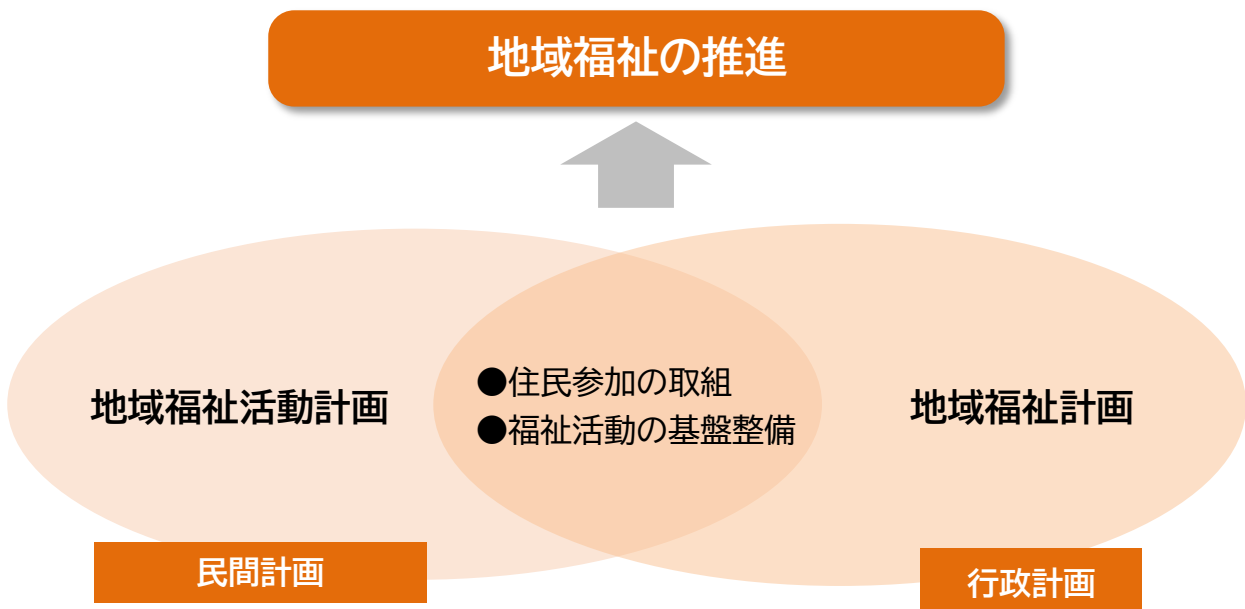 地域福祉の推進
地域福祉活動計画
●住民参加の取組
●福祉活動の基盤整備
地域福祉計画
民間計画
行政計画